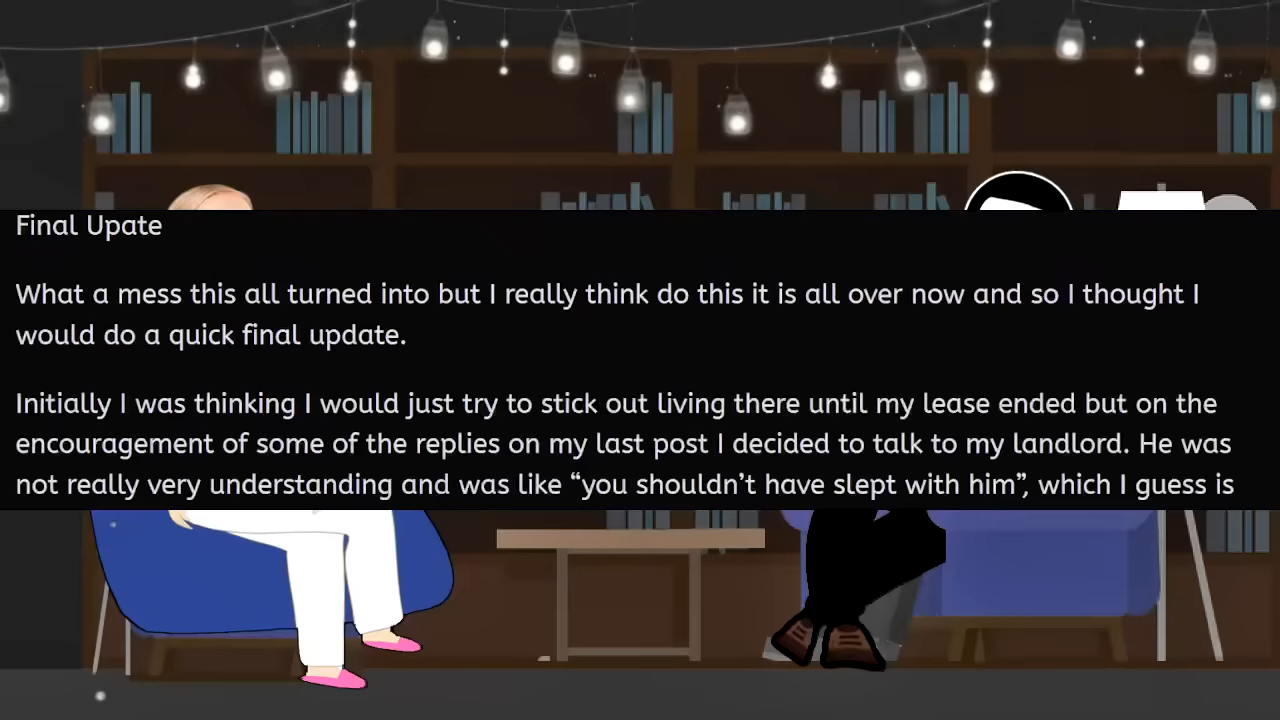 Final Upate
What a mess this all turned into but I really think do this it is all over now and so I thought I
would do a quick final update.
Initially I was thinking I would just try to stick out living there until my lease ended but on the
encouragement of some of the replies on my last post I decided to talk to my landlord. He was
not really very understanding and was like “you shouldn’t have slept with him”, which I guess is